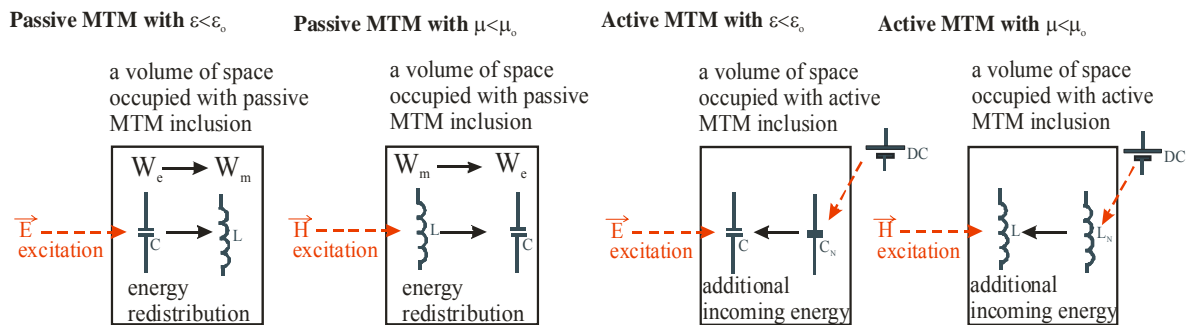 Passive MTM with ε<εₒ
a volume of space
occupied with passive
MTM inclusion
Wₑ Wₘ
E
excitation
C
L
energy
redistribution
Passive MTM with μ<μₒ
a volume of space
occupied with passive
MTM inclusion
Wₘ Wₑ
H
excitation
L
C
energy
redistribution
Active MTM with ε<εₒ
a volume of space
occupied with active
MTM inclusion
DC
E
excitation
C
C_N
additional
incoming energy
Active MTM with μ<μₒ
a volume of space
occupied with active
MTM inclusion
DC
H
excitation
L
L_N
additional
incoming energy